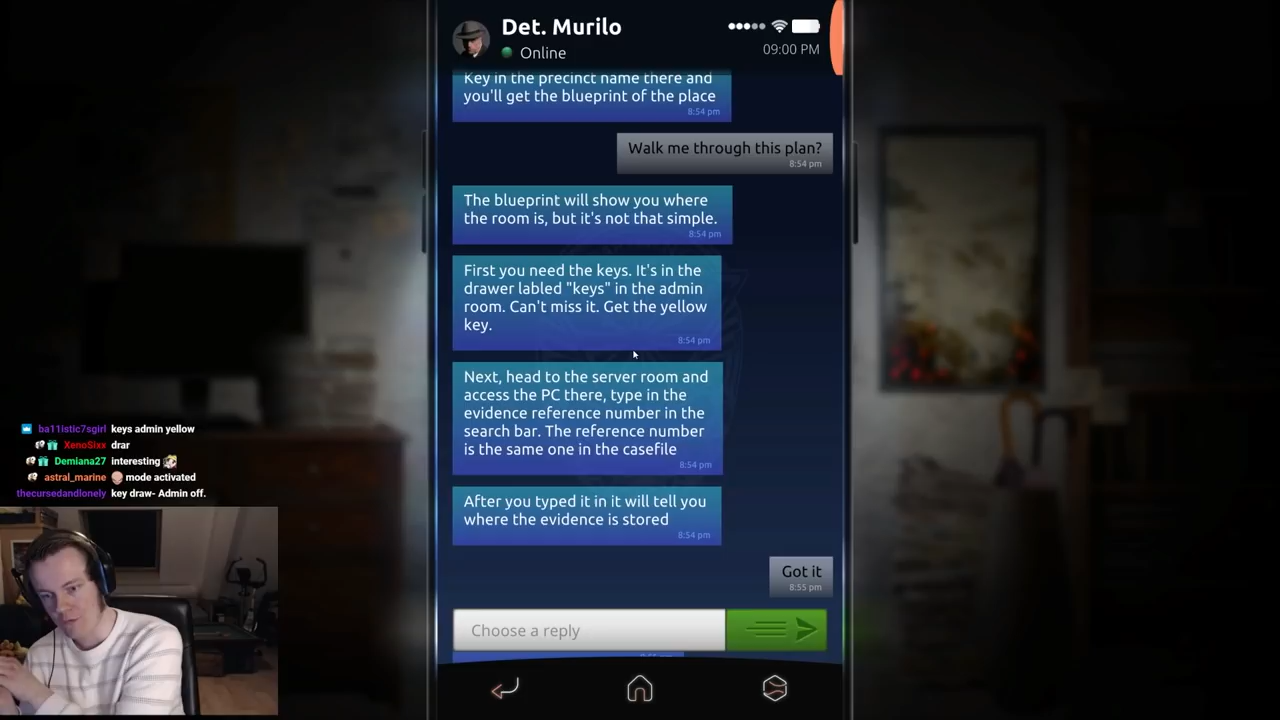 Det. Murilo
Online
09:00 PM
Key in the precinct name there and
you'll get the blueprint of the place
8:54 pm
Walk me through this plan?
8:54 pm
The blueprint will show you where
the room is, but it's not that simple.
8:54 pm
First you need the keys. It's in the
drawer labled "keys" in the admin
room. Can't miss it. Get the yellow
key.
8:54 pm
Next, head to the server room and
access the PC there, type in the
evidence reference number in the
search bar. The reference number
is the same one in the casefile
8:54 pm
After you typed it in it will tell you
where the evidence is stored
8:54 pm
Got it
8:55 pm
Choose a reply
ba11istic7sgirl keys admin yellow
XenoSixx drar
Demiana27 interesting
astral_marine mode activated
thecursedandlonely key draw- Admin off.